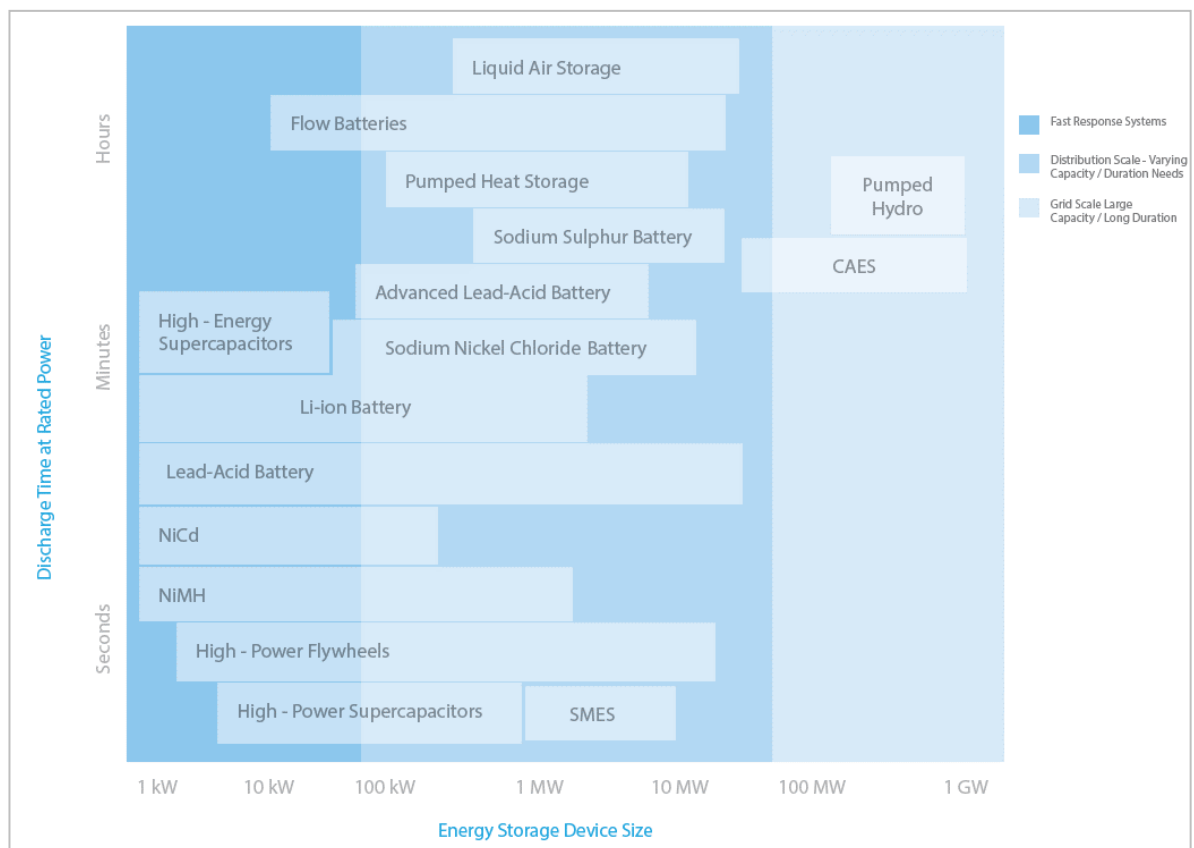 Liquid Air Storage
Flow Batteries
Pumped Heat Storage
Sodium Sulphur Battery
Advanced Lead-Acid Battery
High - Energy
Supercapacitors
Sodium Nickel Chloride Battery
Li-ion Battery
Lead-Acid Battery
NiCd
NiMH
High - Power Flywheels
High - Power Supercapacitors
SMES
Pumped
Hydro
CAES
Hours
Minutes
Seconds
Discharge Time at Rated Power
1 kW
10 kW
100 kW
1 MW
10 MW
100 MW
1 GW
Energy Storage Device Size
Fast Response Systems
Distribution Scale - Varying
Capacity / Duration Needs
Grid Scale Large
Capacity / Long Duration